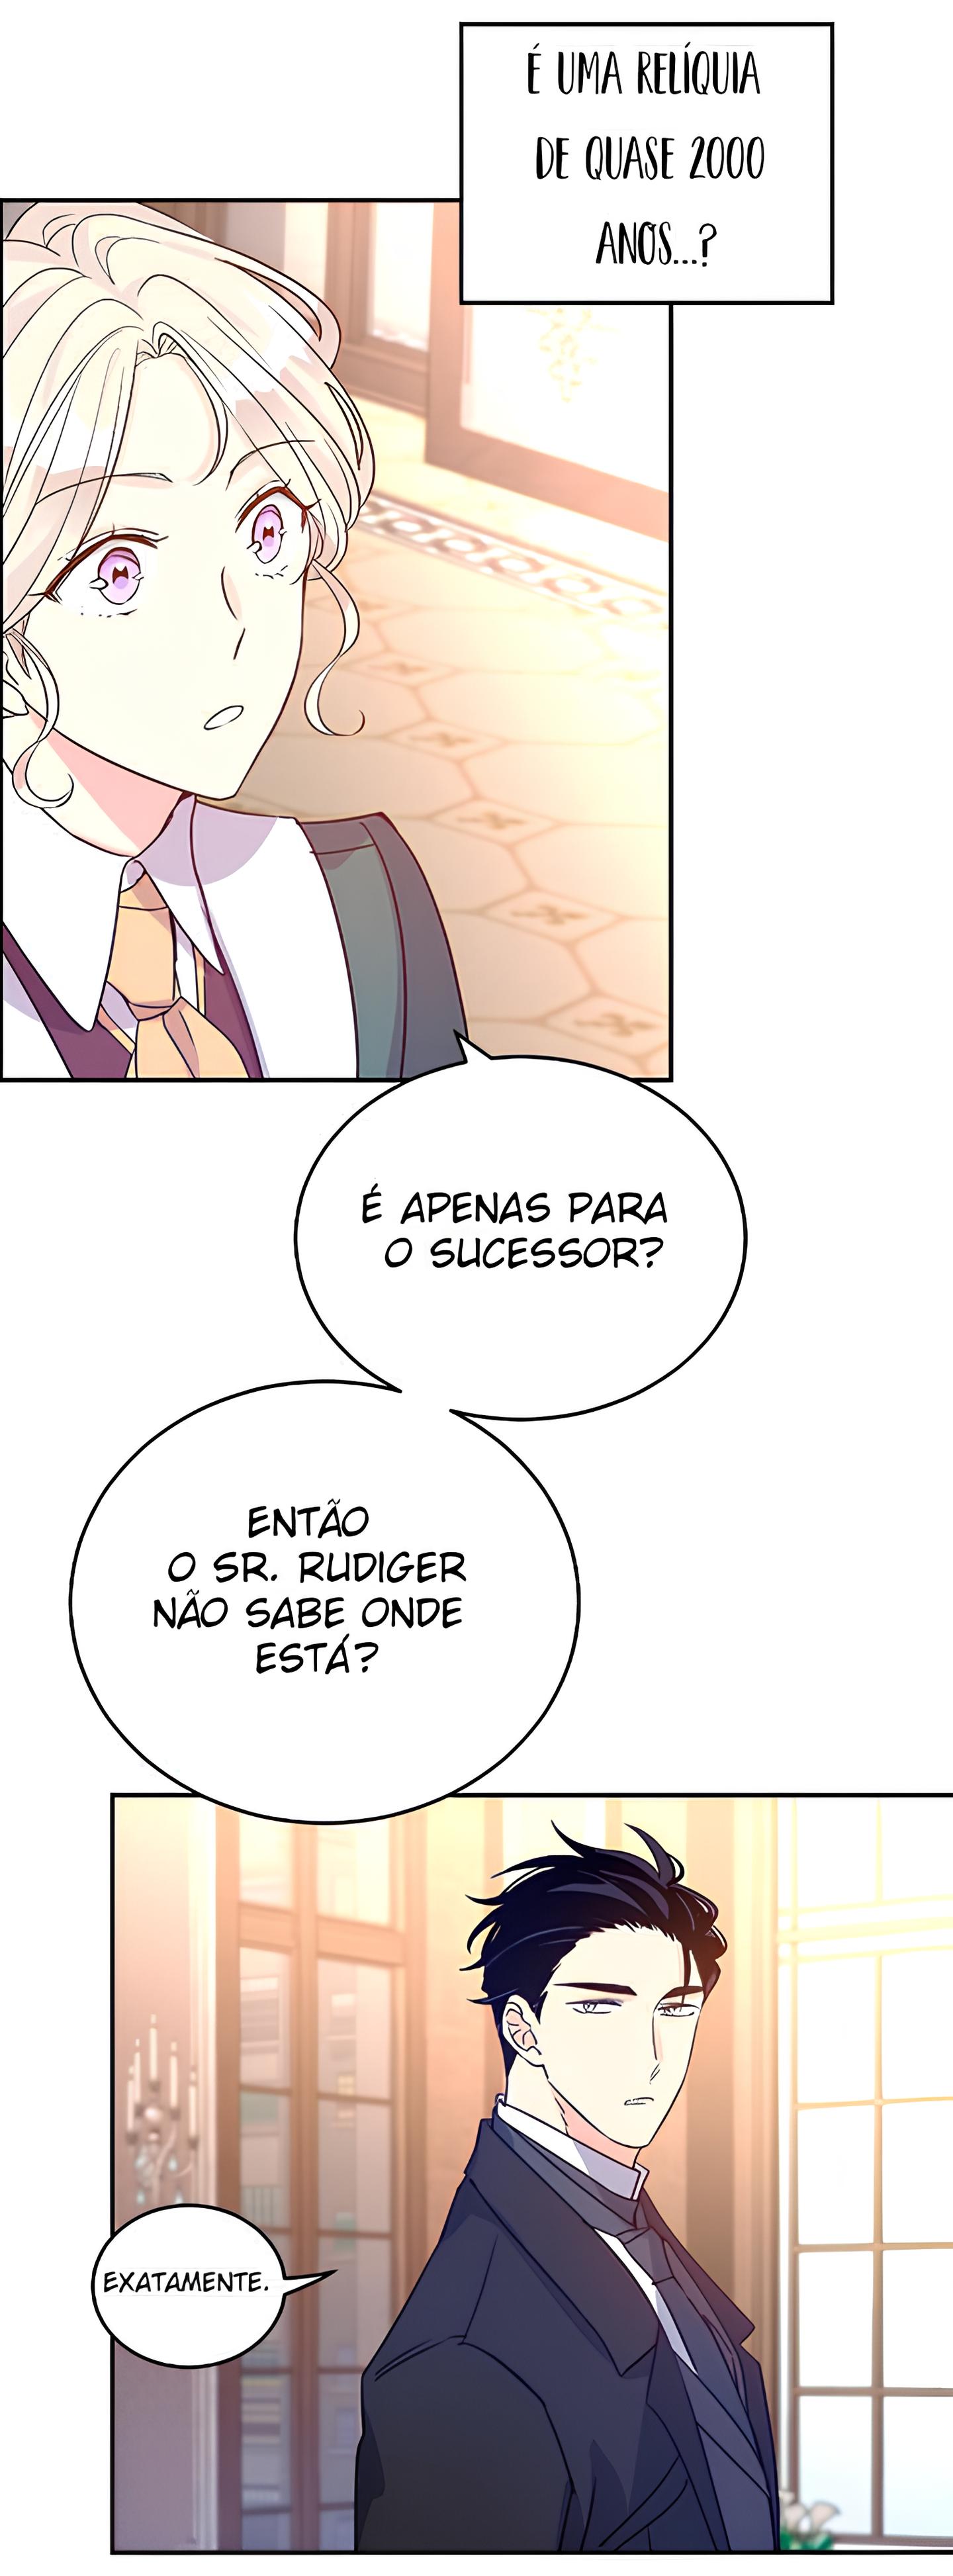 É UMA RELÍQUIA
DE QUASE 2000
ANOS...?
É APENAS PARA
O SUCESSOR?
ENTÃO
O SR. RUDIGER
NÃO SABE ONDE
ESTÁ?
EXATAMENTE.